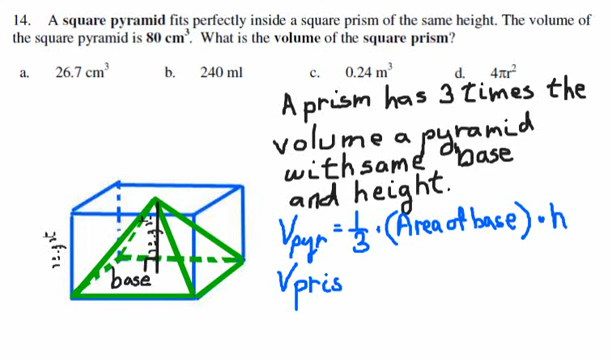 14. A square pyramid fits perfectly inside a square prism of the same height. The volume of
the square pyramid is 80 cm³. What is the volume of the square prism?
a. 26.7 cm³ b. 240 ml c. 0.24 m³ d. 4πr²
A prism has 3 times the
volume a pyramid
with same base
and height.
Vpyr = 1/3 · (Area of base) · h
Vpris
height
height
base